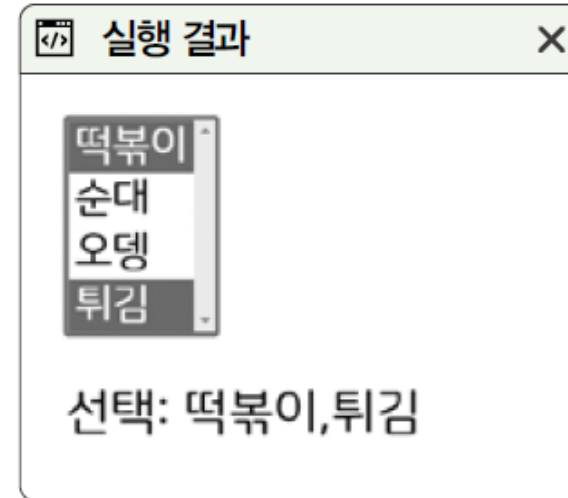 </> 실행 결과 ×
떡볶이
순대
오뎅
튀김
선택: 떡볶이,튀김